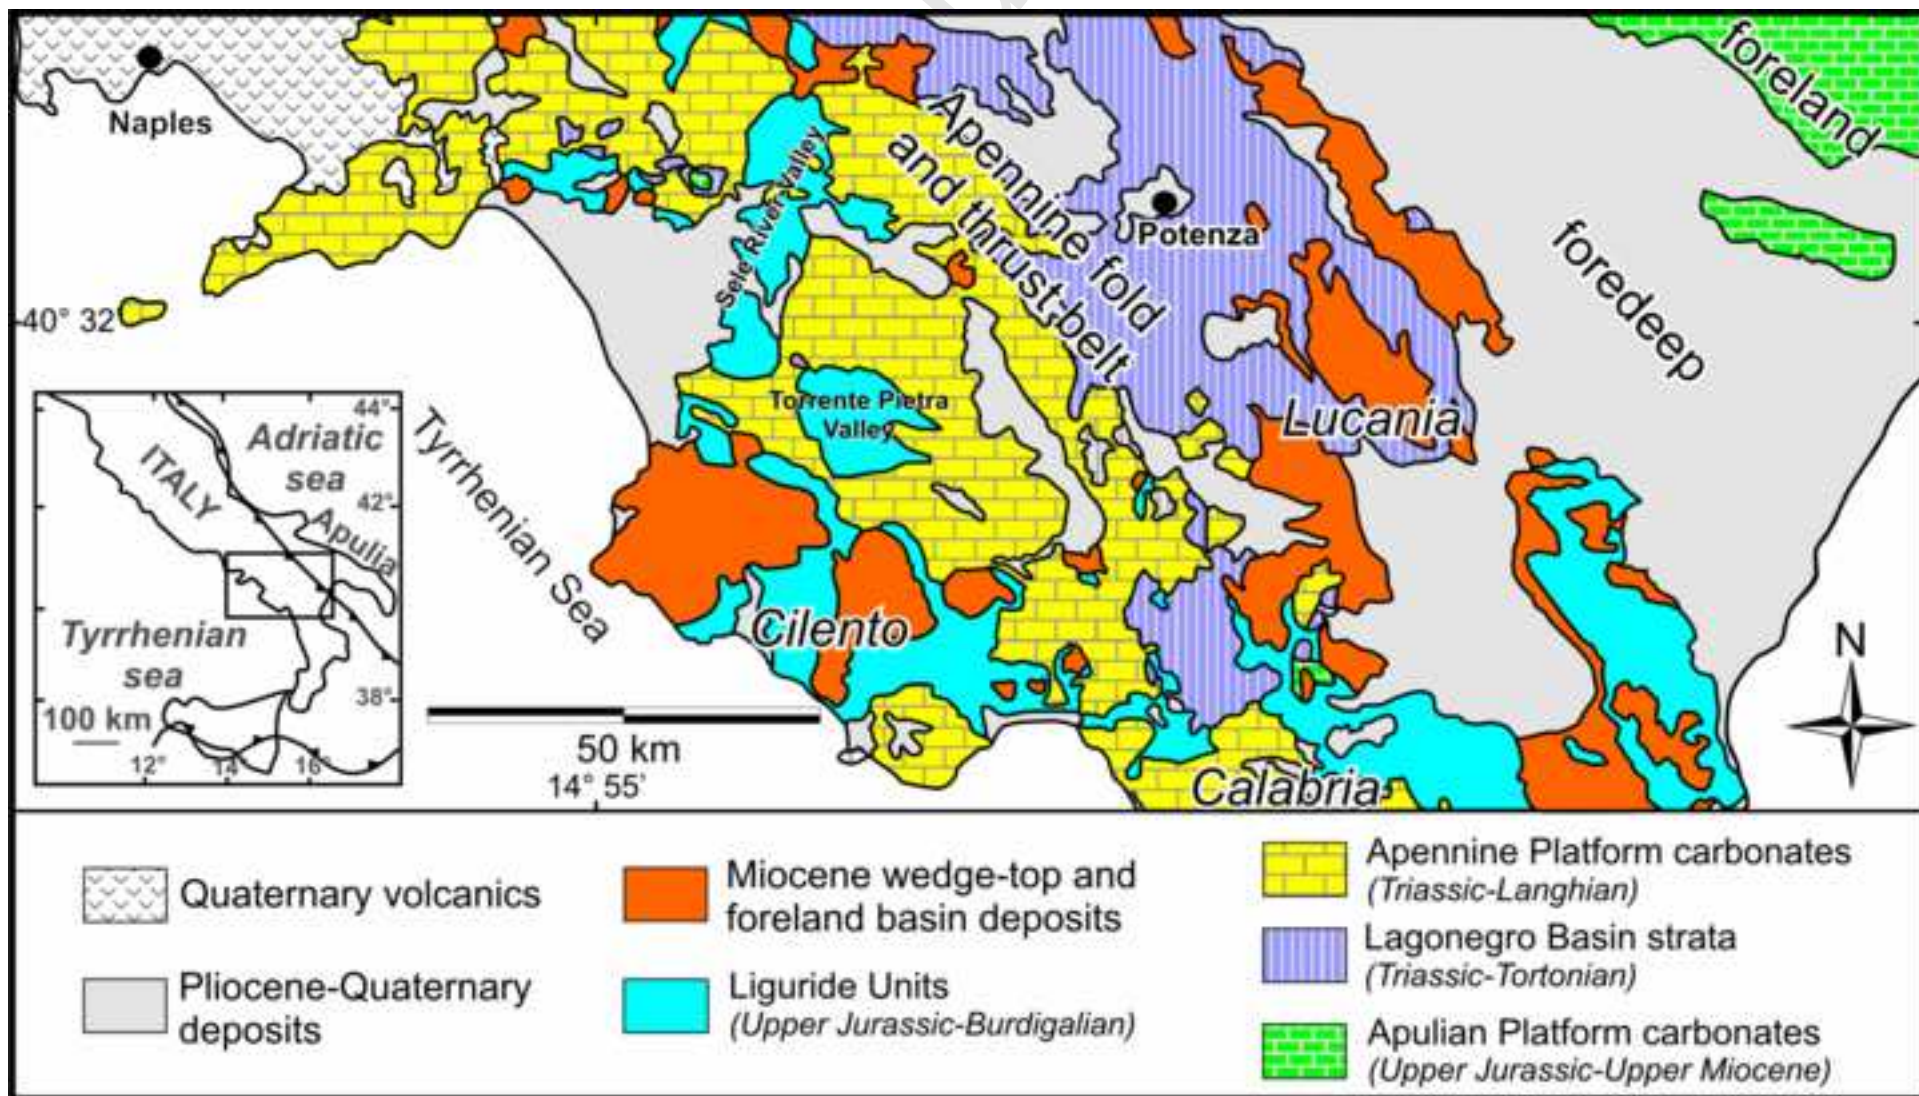 foreland
Naples
Apennine fold
and thrust belt
Sele River Valley
Potenza
foredeep
40° 32
Torrente Pietra
Valley
Lucania
Tyrrhenian Sea
Cilento
Calabria
N
50 km
14° 55'
44°
Adriatic
sea
ITALY
42°
Apulia
Tyrrhenian
sea
38°
100 km
12°
14
16°
Quaternary volcanics
Pliocene-Quaternary
deposits
Miocene wedge-top and
foreland basin deposits
Liguride Units
(Upper Jurassic-Burdigalian)
Apennine Platform carbonates
(Triassic-Langhian)
Lagonegro Basin strata
(Triassic-Tortonian)
Apulian Platform carbonates
(Upper Jurassic-Upper Miocene)